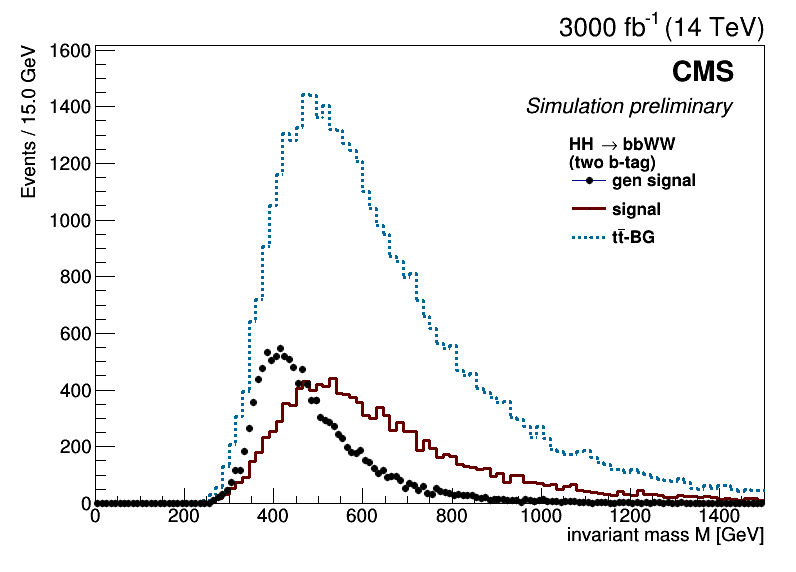 3000 fb⁻¹ (14 TeV)
CMS
Simulation preliminary
HH → bbWW
(two b-tag)
gen signal
signal
tt̄-BG
Events / 15.0 GeV
1600
1400
1200
1000
800
600
400
200
0
0 200 400 600 800 1000 1200 1400
invariant mass M [GeV]